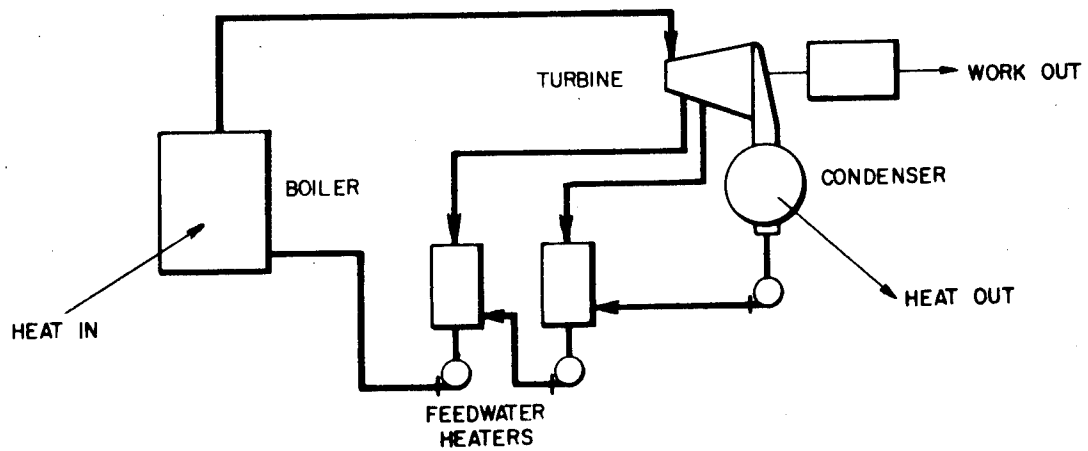 TURBINE
WORK OUT
BOILER
CONDENSER
HEAT IN
HEAT OUT
FEEDWATER
HEATERS